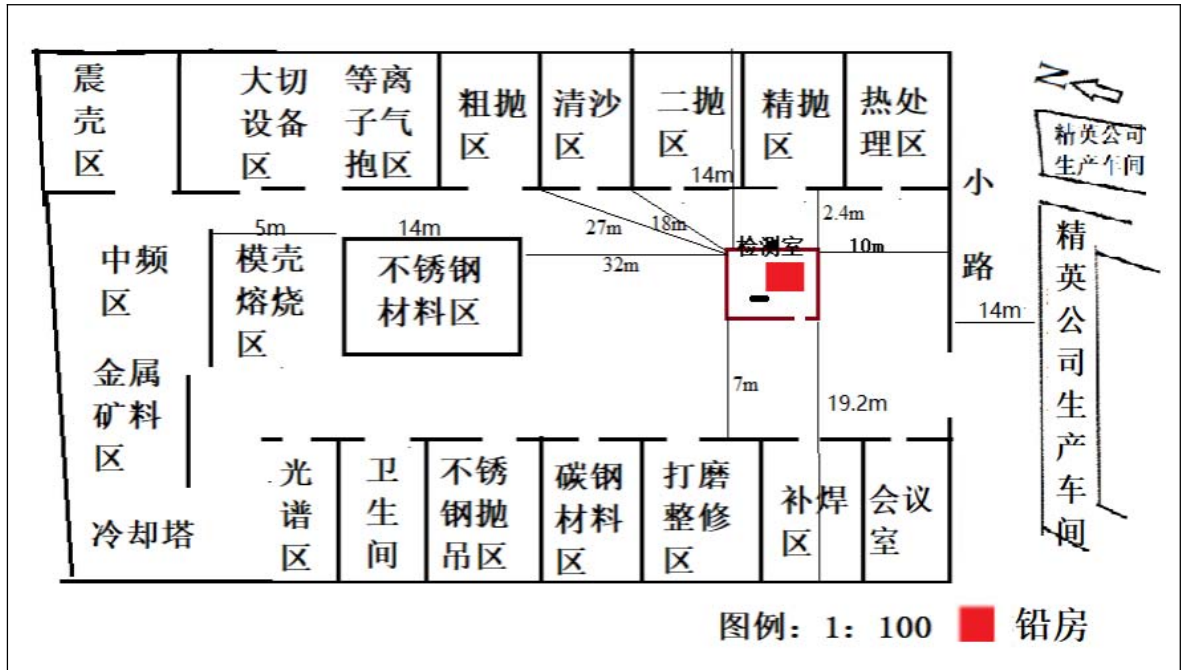 震
壳
区
大切
设备
区
等离
子气
抱区
粗抛
区
清沙
区
二抛
区
精抛
区
热处
理区
小
路
N
精英公司
生产车间
14m
5m
14m
27m
18m
2.4m
检测室
10m
32m
中频
区
模壳
熔烧
区
不锈钢
材料区
14m
精
英
公
司
生
产
车
间
金属
矿料
区
7m
19.2m
冷却塔
光
谱
区
卫
生
间
不锈
钢抛
吊区
碳钢
材料
区
打磨
整修
区
补焊
区
会议
室
图例：1：100
铅房